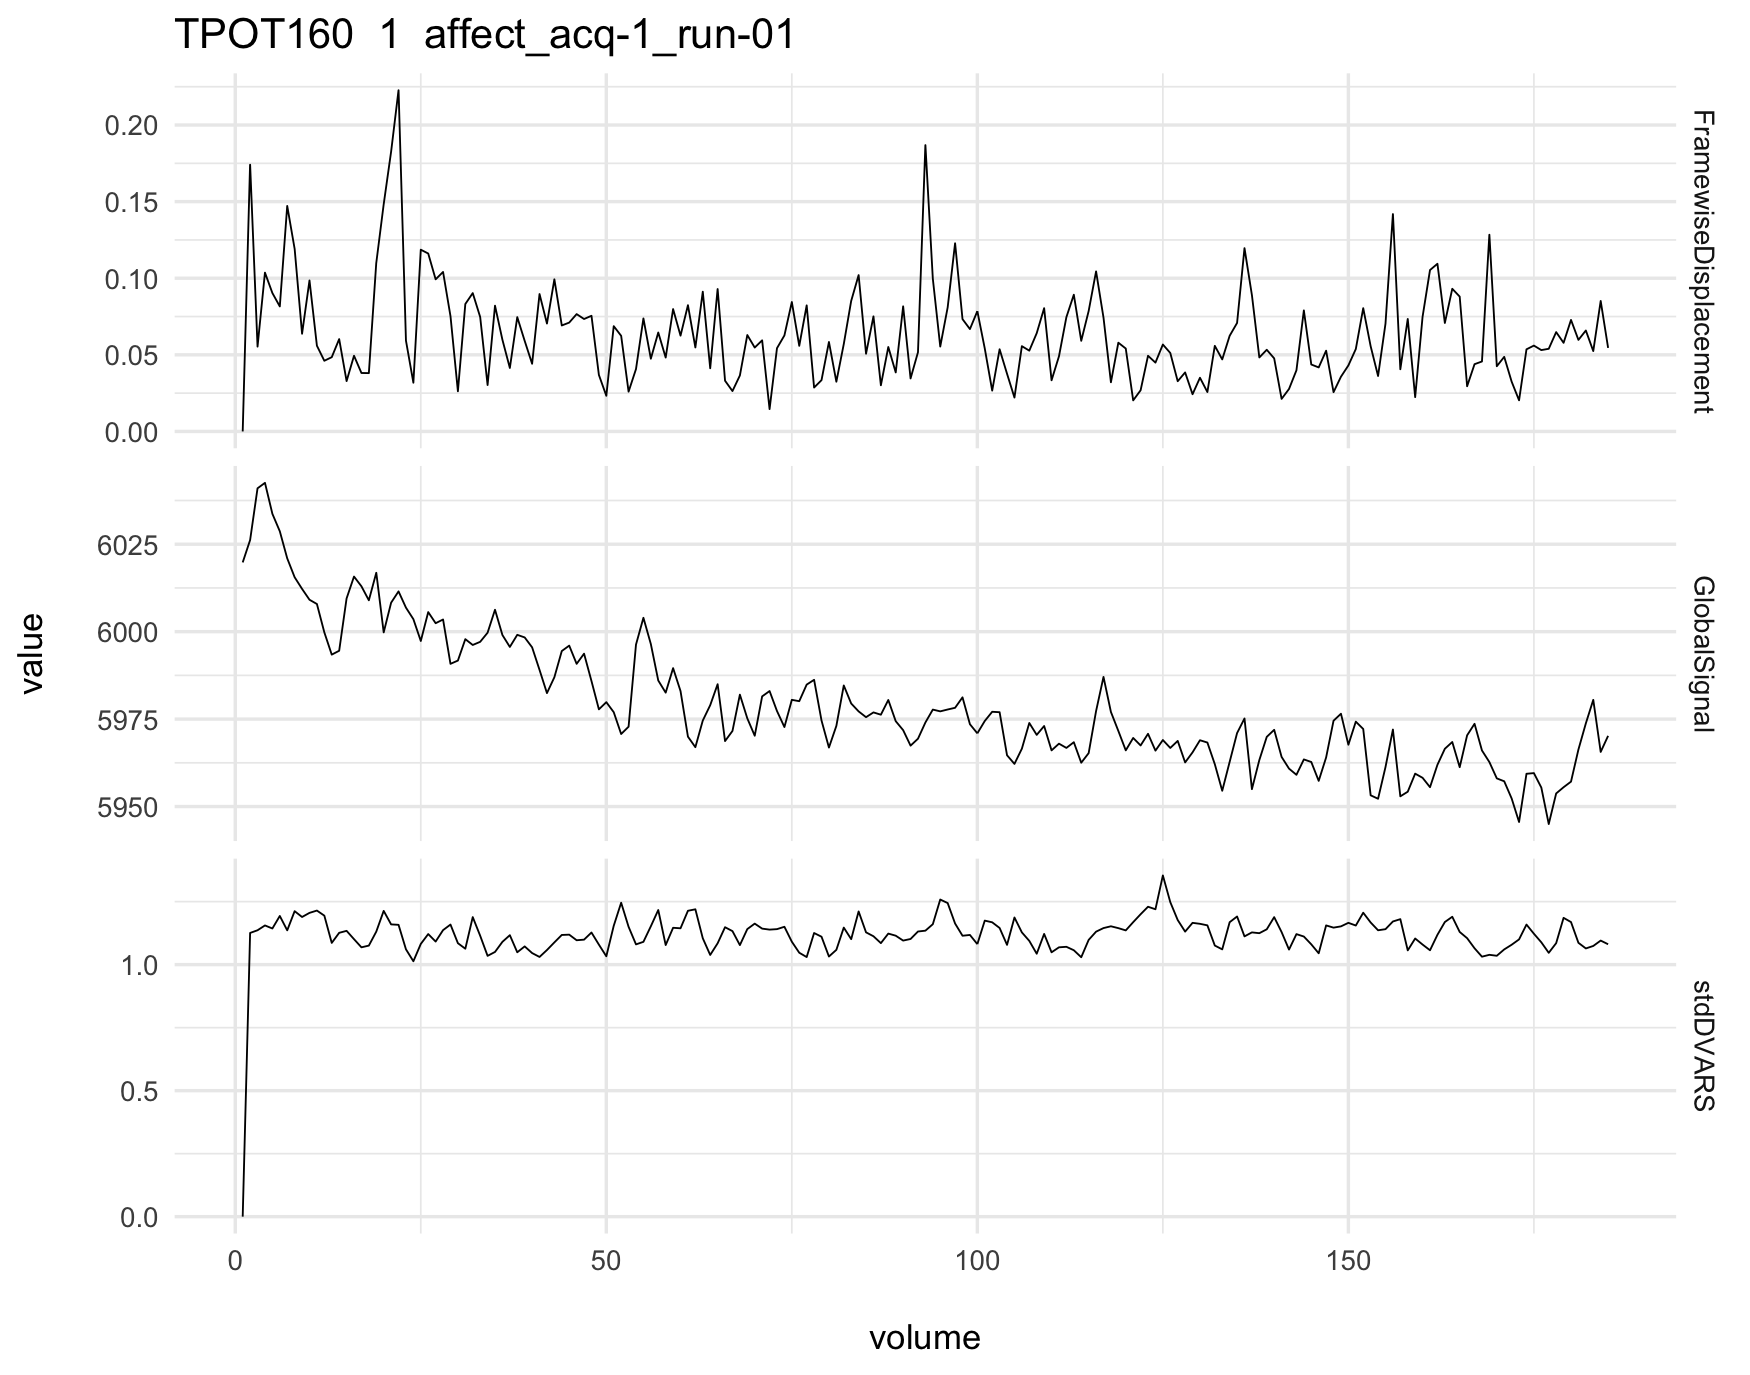 TPOT160 1 affect_acq-1_run-01
0.20
0.15
0.10
0.05
0.00
FramewiseDisplacement
6025
6000
5975
5950
GlobalSignal
1.0
0.5
0.0
stdDVARS
value
0 50 100 150
volume